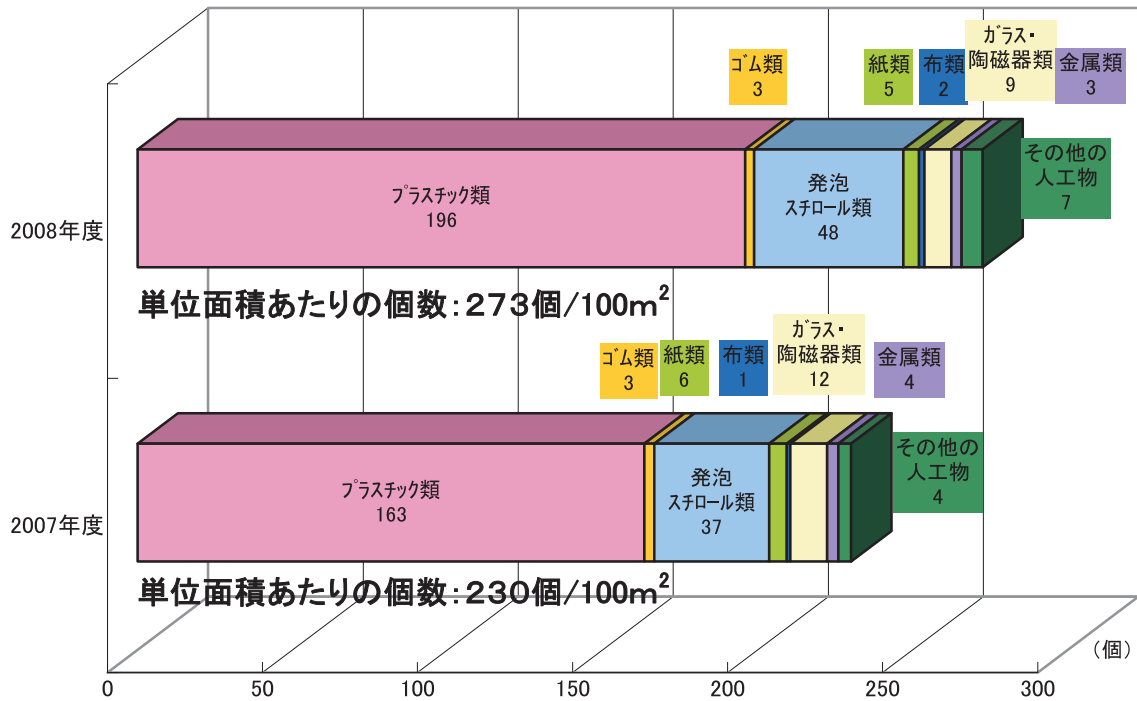 ゴム類
3
紙類
5
布類
2
ガラス・
陶磁器類
9
金属類
3
2008年度
プラスチック類
196
発泡
スチロール類
48
その他の
人工物
7
単位面積あたりの個数:273個/100m²
ゴム類
3
紙類
6
布類
1
ガラス・
陶磁器類
12
金属類
4
2007年度
プラスチック類
163
発泡
スチロール類
37
その他の
人工物
4
単位面積あたりの個数:230個/100m²
(個)
0 50 100 150 200 250 300